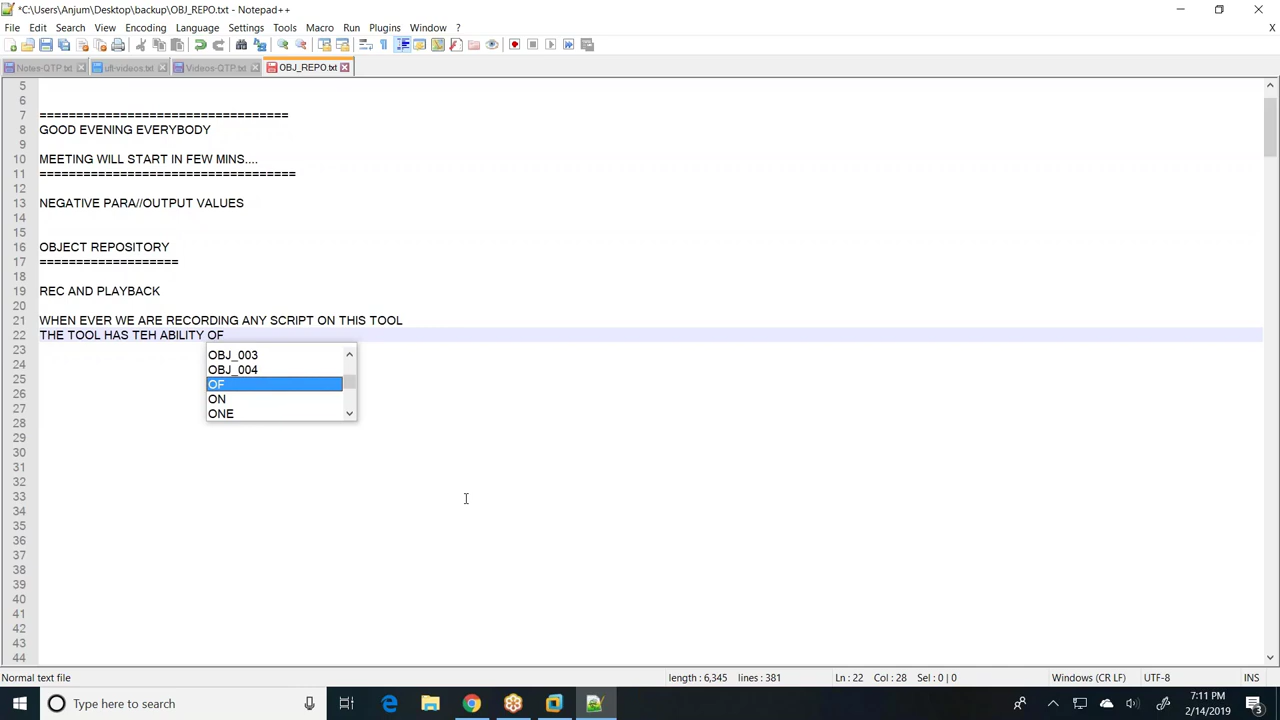 *C:\Users\Anjum\Desktop\backup\OBJ_REPO.txt - Notepad++
File Edit Search View Encoding Language Settings Tools Macro Run Plugins Window ? X
Notes-QTP.txt uft-videos.txt Videos-QTP.txt OBJ_REPO.txt
5
6
7 =================================
8 GOOD EVENING EVERYBODY
9
10 MEETING WILL START IN FEW MINS....
11 ==================================
12
13 NEGATIVE PARA//OUTPUT VALUES
14
15
16 OBJECT REPOSITORY
17 ===================
18
19 REC AND PLAYBACK
20
21 WHEN EVER WE ARE RECORDING ANY SCRIPT ON THIS TOOL
22 THE TOOL HAS TEH ABILITY OF
23
OBJ_003
24
OBJ_004
25
OF
26
ON
27
ONE
28
29
30
31
32
33
34
35
36
37
38
39
40
41
42
43
44
Normal text file length : 6,345 lines : 381 Ln : 22 Col : 28 Sel : 0 | 0 Windows (CR LF) UTF-8 INS
Type here to search
7:11 PM
2/14/2019
3